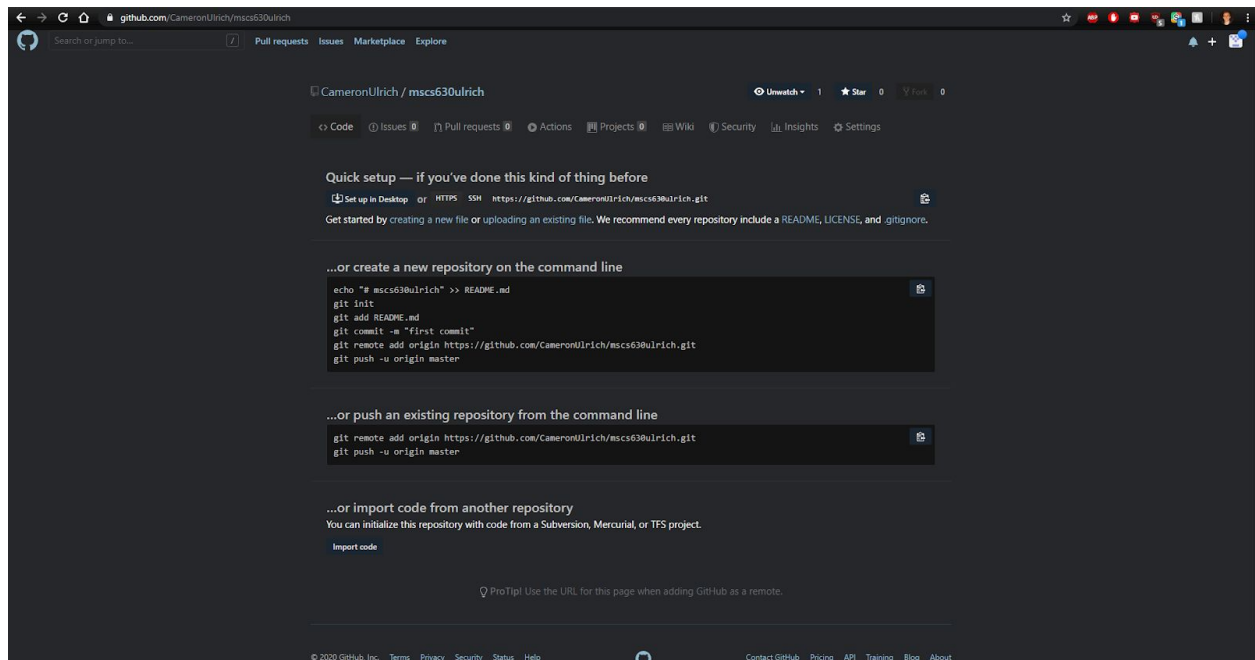 github.com/CameronUlrich/mscs630ulrich
Search or jump to... / Pull requests Issues Marketplace Explore
CameronUlrich / mscs630ulrich Unwatch 1 Star 0 Fork 0
Code Issues 0 Pull requests 0 Actions Projects 0 Wiki Security Insights Settings
Quick setup — if you've done this kind of thing before
Set up in Desktop or HTTPS SSH https://github.com/CameronUlrich/mscs630ulrich.git
Get started by creating a new file or uploading an existing file. We recommend every repository include a README, LICENSE, and .gitignore.
...or create a new repository on the command line
echo "# mscs630ulrich" >> README.md
git init
git add README.md
git commit -m "first commit"
git remote add origin https://github.com/CameronUlrich/mscs630ulrich.git
git push -u origin master
...or push an existing repository from the command line
git remote add origin https://github.com/CameronUlrich/mscs630ulrich.git
git push -u origin master
...or import code from another repository
You can initialize this repository with code from a Subversion, Mercurial, or TFS project.
Import code
ProTip! Use the URL for this page when adding GitHub as a remote.
© 2020 GitHub, Inc. Terms Privacy Security Status Help Contact GitHub Pricing API Training Blog About